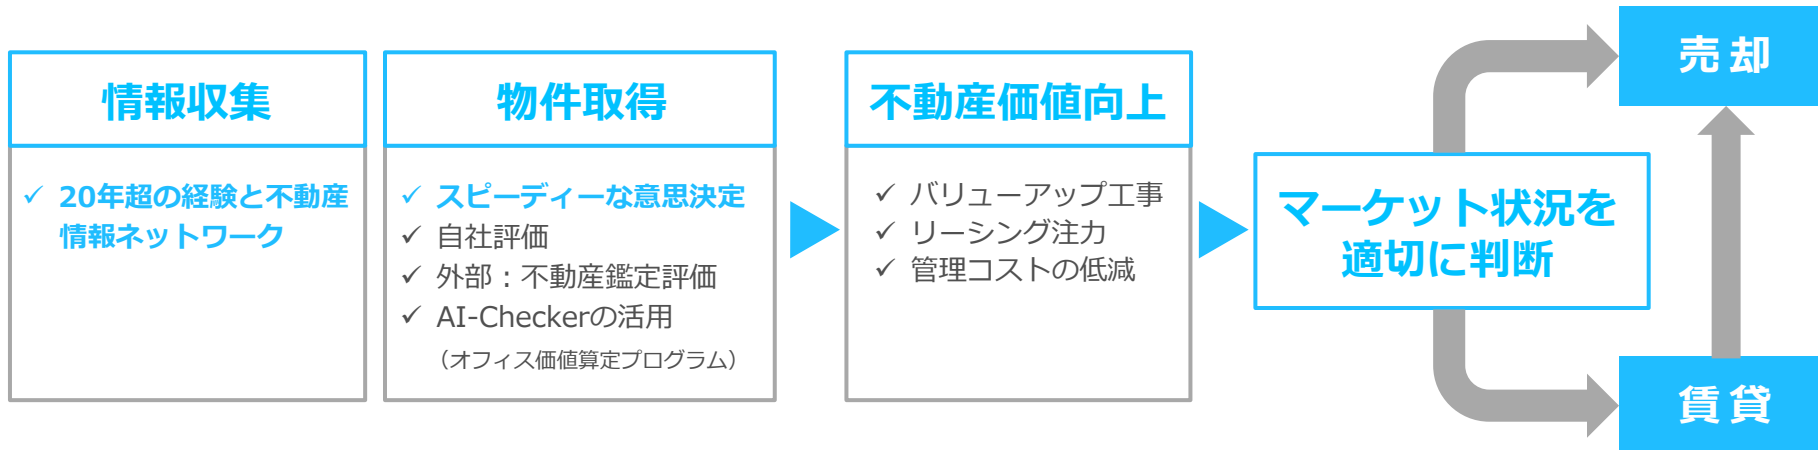 情報収集
✓ 20年超の経験と不動産
情報ネットワーク
物件取得
✓ スピーディーな意思決定
✓ 自社評価
✓ 外部：不動産鑑定評価
✓ AI-Checkerの活用
（オフィス価値算定プログラム）
不動産価値向上
✓ バリューアップ工事
✓ リーシング注力
✓ 管理コストの低減
マーケット状況を
適切に判断
売却
賃貸